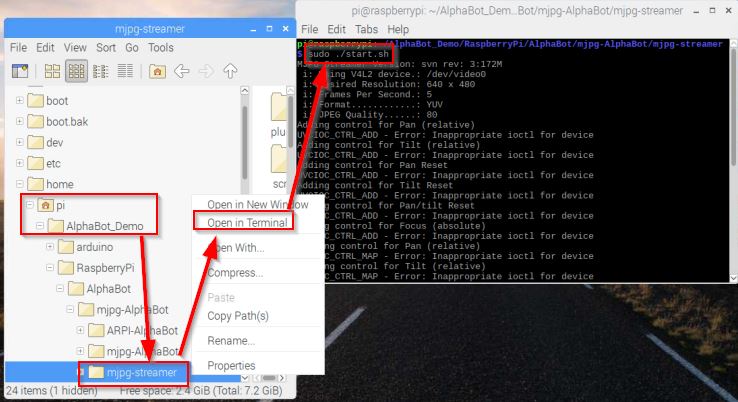 mjpg-streamer
File Edit View Sort Go Tools
boot
boot.bak
dev
etc
home
pi
AlphaBot_Demo
arduino
RaspberryPi
AlphaBot
mjpg-AlphaBot
ARPI-AlphaBot
mjpg-AlphaBot
mjpg-streamer
plu
scr
24 items (1 hidden) Free space: 2.4 GiB (Total: 7.2 GiB)
Open in New Window
Open in Terminal
Open With...
Compress...
Paste
Copy Path(s)
Rename...
Properties
pi@raspberrypi: ~/AlphaBot_Dem...Bot/mjpg-AlphaBot/mjpg-streamer
File Edit Tabs Help
pi@raspberrypi:~/AlphaBot_Demo/RaspberryPi/AlphaBot/mjpg-AlphaBot/mjpg-streamer
$ sudo ./start.sh
MJPG Streamer Version: svn rev: 3:172M
i: Using V4L2 device.: /dev/video0
i: Desired Resolution: 640 x 480
i: Frames Per Second.: 5
i: Format............: YUV
i: JPEG Quality......: 80
Adding control for Pan (relative)
UVCIOC_CTRL_ADD - Error: Inappropriate ioctl for device
Adding control for Tilt (relative)
UVCIOC_CTRL_ADD - Error: Inappropriate ioctl for device
Adding control for Pan Reset
UVCIOC_CTRL_ADD - Error: Inappropriate ioctl for device
Adding control for Tilt Reset
UVCIOC_CTRL_ADD - Error: Inappropriate ioctl for device
Adding control for Pan/tilt Reset
UVCIOC_CTRL_ADD - Error: Inappropriate ioctl for device
control for Focus (absolute)
CTRL_ADD - Error: Inappropriate ioctl for device
control for Pan (relative)
CTRL_MAP - Error: Inappropriate ioctl for device
control for Tilt (relative)
CTRL_MAP - Error: Inappropriate ioctl for device